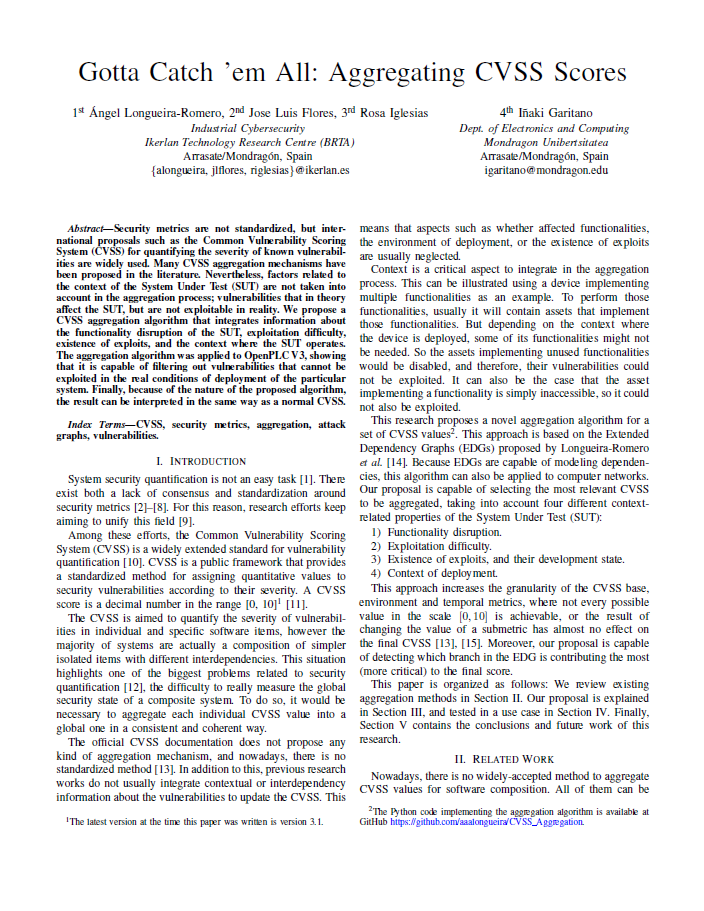 Gotta Catch ’em All: Aggregating CVSS Scores
1st Ángel Longueira-Romero, 2nd Jose Luis Flores, 3rd Rosa Iglesias
Industrial Cybersecurity
Ikerlan Technology Research Centre (BRTA)
Arrasate/Mondragón, Spain
{alongueira, jlflores, riglesias}@ikerlan.es
4th Iñaki Garitano
Dept. of Electronics and Computing
Mondragon Unibertsitatea
Arrasate/Mondragón, Spain
igaritano@mondragon.edu
Abstract—Security metrics are not standardized, but inter-
national proposals such as the Common Vulnerability Scoring
System (CVSS) for quantifying the severity of known vulnerabil-
ities are widely used. Many CVSS aggregation mechanisms have
been proposed in the literature. Nevertheless, factors related to
the context of the System Under Test (SUT) are not taken into
account in the aggregation process; vulnerabilities that in theory
affect the SUT, but are not exploitable in reality. We propose a
CVSS aggregation algorithm that integrates information about
the functionality disruption of the SUT, exploitation difficulty,
existence of exploits, and the context where the SUT operates.
The aggregation algorithm was applied to OpenPLC V3, showing
that it is capable of filtering out vulnerabilities that cannot be
exploited in the real conditions of deployment of the particular
system. Finally, because of the nature of the proposed algorithm,
the result can be interpreted in the same way as a normal CVSS.
Index Terms—CVSS, security metrics, aggregation, attack
graphs, vulnerabilities.
I. INTRODUCTION
System security quantification is not an easy task [1]. There
exist both a lack of consensus and standardization around
security metrics [2]–[8]. For this reason, research efforts keep
aiming to unify this field [9].
Among these efforts, the Common Vulnerability Scoring
System (CVSS) is a widely extended standard for vulnerability
quantification [10]. CVSS is a public framework that provides
a standardized method for assigning quantitative values to
security vulnerabilities according to their severity. A CVSS
score is a decimal number in the range [0, 10]1 [11].
The CVSS is aimed to quantify the severity of vulnerabil-
ities in individual and specific software items, however the
majority of systems are actually a composition of simpler
isolated items with different interdependencies. This situation
highlights one of the biggest problems related to security
quantification [12], the difficulty to really measure the global
security state of a composite system. To do so, it would be
necessary to aggregate each individual CVSS value into a
global one in a consistent and coherent way.
The official CVSS documentation does not propose any
kind of aggregation mechanism, and nowadays, there is no
standardized method [13]. In addition to this, previous research
works do not usually integrate contextual or interdependency
information about the vulnerabilities to update the CVSS. This
1The latest version at the time this paper was written is version 3.1.
means that aspects such as whether affected functionalities,
the environment of deployment, or the existence of exploits
are usually neglected.
Context is a critical aspect to integrate in the aggregation
process. This can be illustrated using a device implementing
multiple functionalities as an example. To perform those
functionalities, usually it will contain assets that implement
those functionalities. But depending on the context where
the device is deployed, some of its functionalities might not
be needed. So the assets implementing unused functionalities
would be disabled, and therefore, their vulnerabilities could
not be exploited. It can also be the case that the asset
implementing a functionality is simply inaccessible, so it could
not also be exploited.
This research proposes a novel aggregation algorithm for a
set of CVSS values2. This approach is based on the Extended
Dependency Graphs (EDGs) proposed by Longueira-Romero
et al. [14]. Because EDGs are capable of modeling dependen-
cies, this algorithm can also be applied to computer networks.
Our proposal is capable of selecting the most relevant CVSS
to be aggregated, taking into account four different context-
related properties of the System Under Test (SUT):
1) Functionality disruption.
2) Exploitation difficulty.
3) Existence of exploits, and their development state.
4) Context of deployment.
This approach increases the granularity of the CVSS base,
environment and temporal metrics, where not every possible
value in the scale [0, 10] is achievable, or the result of
changing the value of a submetric has almost no effect on
the final CVSS [13], [15]. Moreover, our proposal is capable
of detecting which branch in the EDG is contributing the most
(more critical) to the final score.
This paper is organized as follows: We review existing
aggregation methods in Section II. Our proposal is explained
in Section III, and tested in a use case in Section IV. Finally,
Section V contains the conclusions and future work of this
research.
II. RELATED WORK
Nowadays, there is no widely-accepted method to aggregate
CVSS values for software composition. All of them can be
2The Python code implementing the aggregation algorithm is available at
GitHub https://github.com/aaalongueira/CVSS_Aggregation.